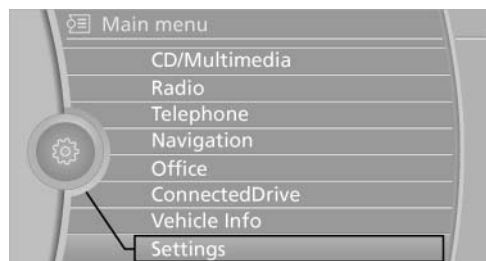 Main menu
CD/Multimedia
Radio
Telephone
Navigation
Office
ConnectedDrive
Vehicle Info
Settings